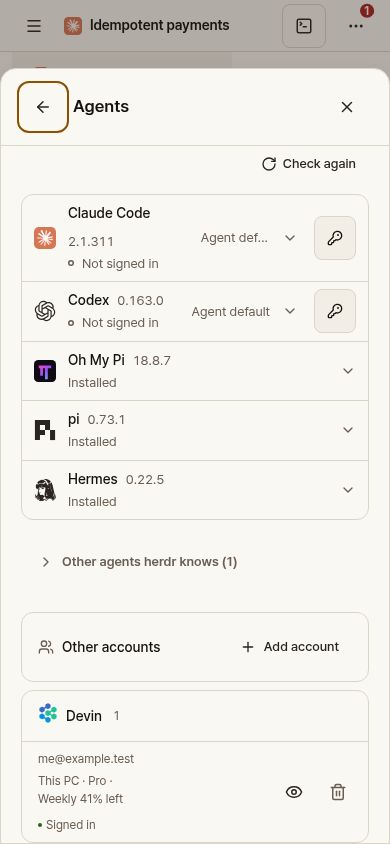 Idempotent payments
1
Agents
Check again
Claude Code
2.1.311
Agent def...
Not signed in
Codex 0.163.0
Agent default
Not signed in
Oh My Pi 18.8.7
Installed
pi 0.73.1
Installed
Hermes 0.22.5
Installed
Other agents herdr knows (1)
Other accounts
Add account
Devin 1
me@example.test
This PC · Pro ·
Weekly 41% left
Signed in